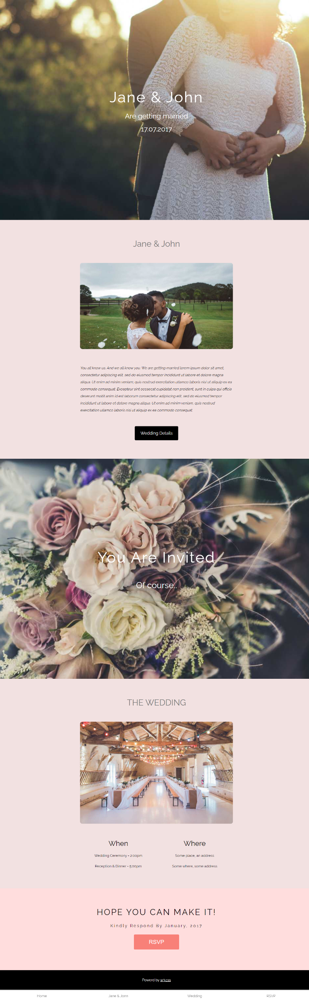 Jane & John
Are getting married
17.07.2017
Jane & John
You all know us. And we all know you. We are getting married lorem ipsum dolor sit amet,
consectetur adipiscing elit, sed do eiusmod tempor incididunt ut labore et dolore magna
aliqua. Ut enim ad minim veniam, quis nostrud exercitation ullamco laboris nisi ut aliquip ex ea
commodo consequat. Excepteur sint occaecat cupidatat non proident, sunt in culpa qui officia
deserunt mollit anim id est laborum consectetur adipiscing elit, sed do eiusmod tempor
incididunt ut labore et dolore magna aliqua. Ut enim ad minim veniam, quis nostrud
exercitation ullamco laboris nisi ut aliquip ex ea commodo consequat.
Wedding Details
You Are Invited
Of course..
THE WEDDING
When
Where
Wedding Ceremony - 2:00pm
Some place, an address
Reception & Dinner - 5:00pm
Some where, some address
HOPE YOU CAN MAKE IT!
Kindly Respond By January, 2017
RSVP
Powerd by w3.css
Home
Jane & John
Wedding
RSVP